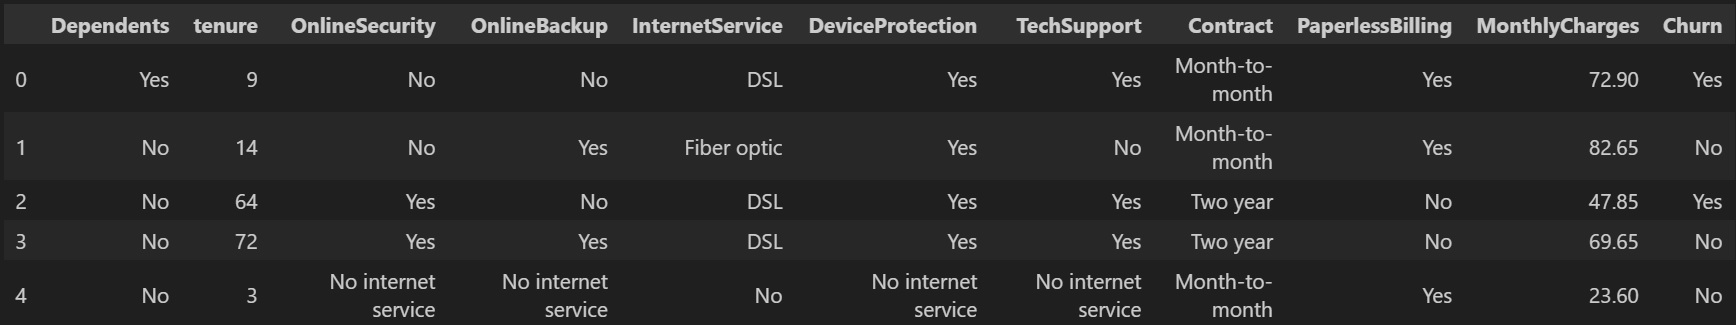 Dependents tenure OnlineSecurity OnlineBackup InternetService DeviceProtection TechSupport Contract PaperlessBilling MonthlyCharges Churn
0 Yes 9 No No DSL Yes Yes Month-to-month Yes 72.90 Yes
1 No 14 No Yes Fiber optic Yes No Month-to-month Yes 82.65 No
2 No 64 Yes No DSL Yes Yes Two year No 47.85 Yes
3 No 72 Yes Yes DSL Yes Yes Two year No 69.65 No
4 No 3 No internet service No internet service No No internet service No internet service Month-to-month Yes 23.60 No